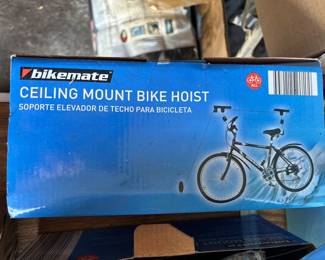 bikemate
CEILING MOUNT BIKE HOIST
SOPORTE ELEVADOR DE TECHO PARA BICICLETA